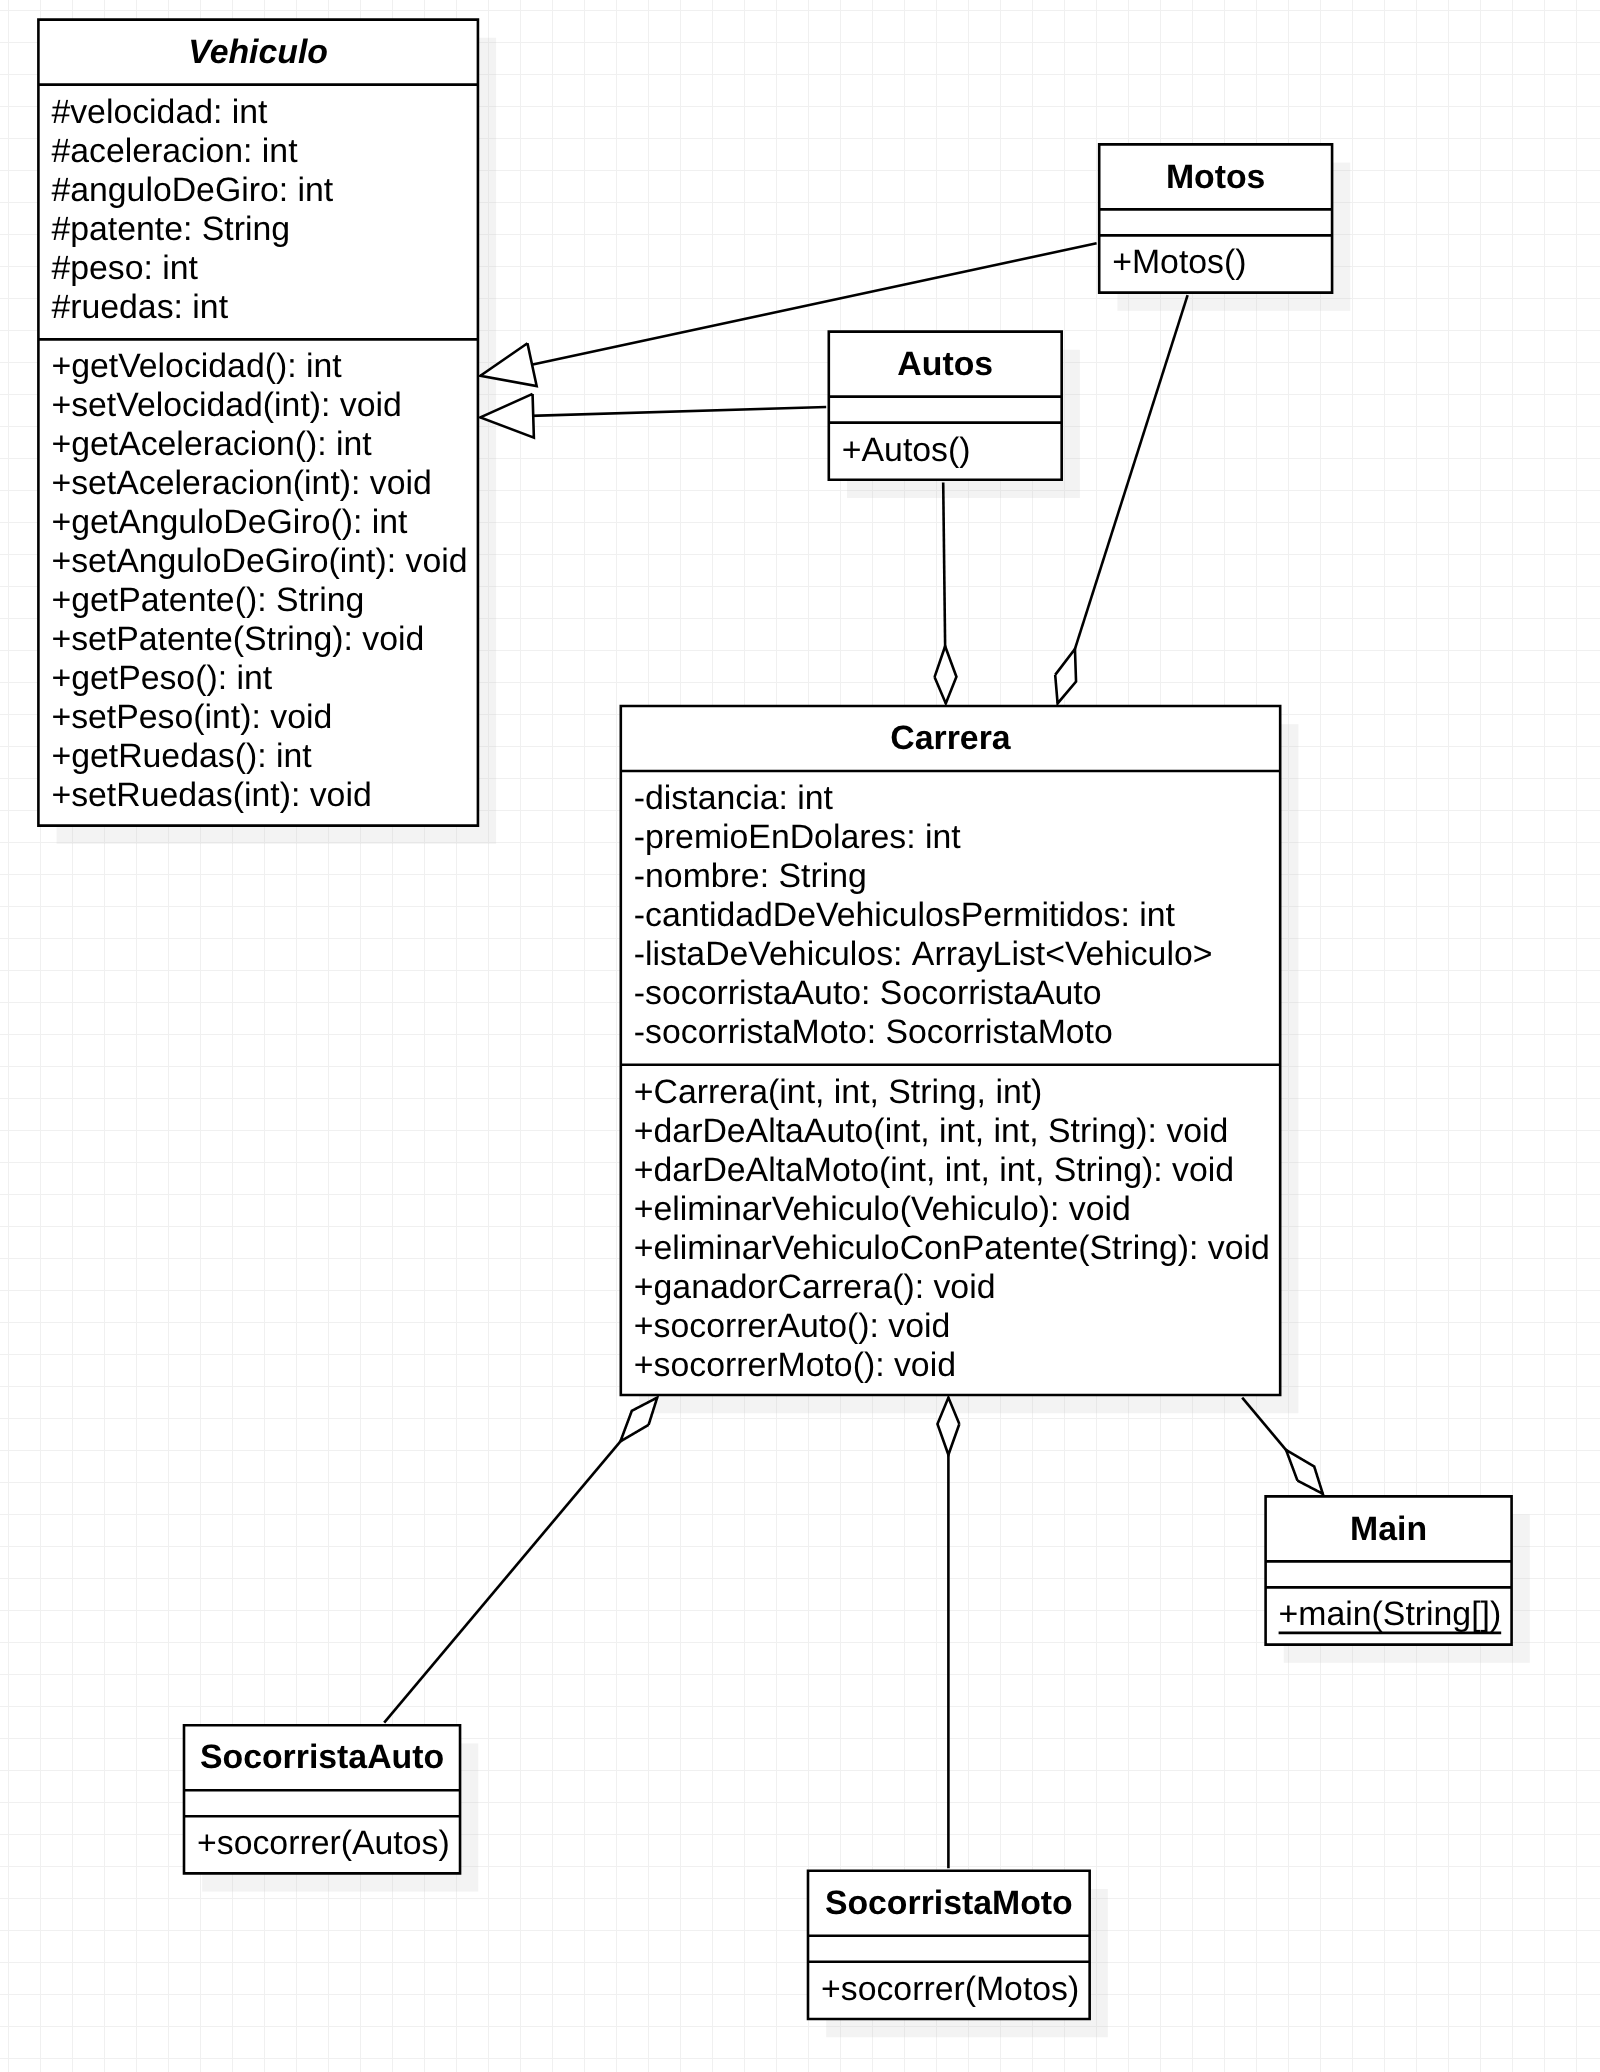 Vehiculo
#velocidad: int
#aceleracion: int
#anguloDeGiro: int
#patente: String
#peso: int
#ruedas: int
+getVelocidad(): int
+setVelocidad(int): void
+getAceleracion(): int
+setAceleracion(int): void
+getAnguloDeGiro(): int
+setAnguloDeGiro(int): void
+getPatente(): String
+setPatente(String): void
+getPeso(): int
+setPeso(int): void
+getRuedas(): int
+setRuedas(int): void
Motos
+Motos()
Autos
+Autos()
Carrera
-distancia: int
-premioEnDolares: int
-nombre: String
-cantidadDeVehiculosPermitidos: int
-listaDeVehiculos: ArrayList<Vehiculo>
-socorristaAuto: SocorristaAuto
-socorristaMoto: SocorristaMoto
+Carrera(int, int, String, int)
+darDeAltaAuto(int, int, int, String): void
+darDeAltaMoto(int, int, int, String): void
+eliminarVehiculo(Vehiculo): void
+eliminarVehiculoConPatente(String): void
+ganadorCarrera(): void
+socorrerAuto(): void
+socorrerMoto(): void
Main
+main(String[])
SocorristaAuto
+socorrer(Autos)
SocorristaMoto
+socorrer(Motos)